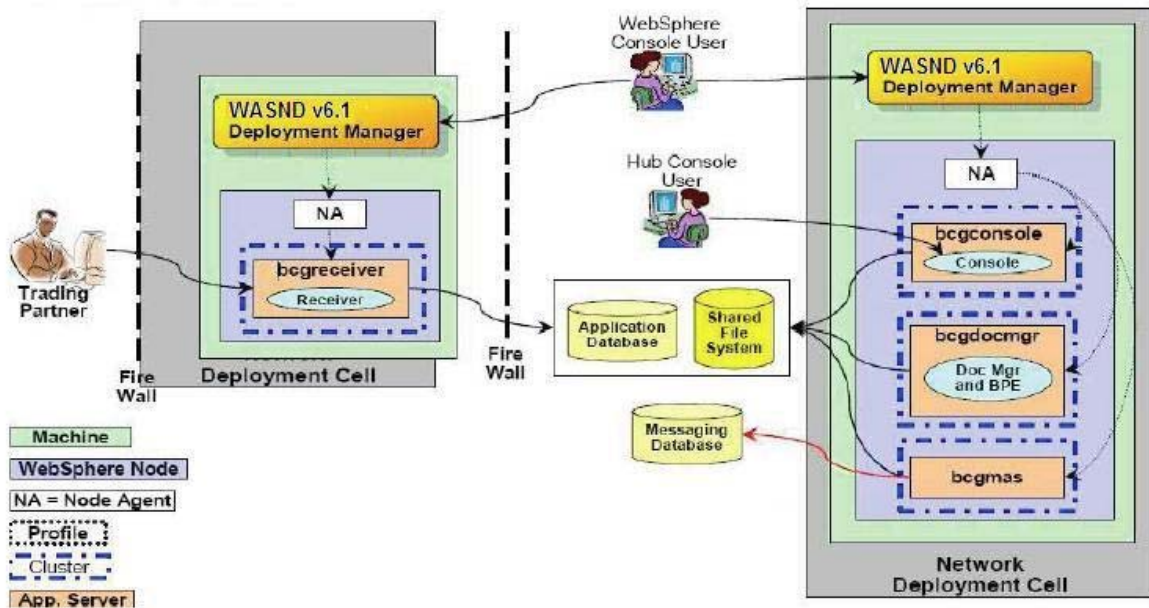 WebSphere
Console User
WASND v6.1
Deployment Manager
WASND v6.1
Deployment Manager
NA
Hub Console
User
NA
bcgreceiver
Receiver
bcgconsole
Console
Trading
Partner
Application
Database
Shared
File
System
bcgdocmgr
Doc Mgr
and BPE
Fire
Wall
Deployment Cell
Fire
Wall
Messaging
Database
bcgmas
Machine
WebSphere Node
NA = Node Agent
Profile
Cluster
App. Server
Network
Deployment Cell